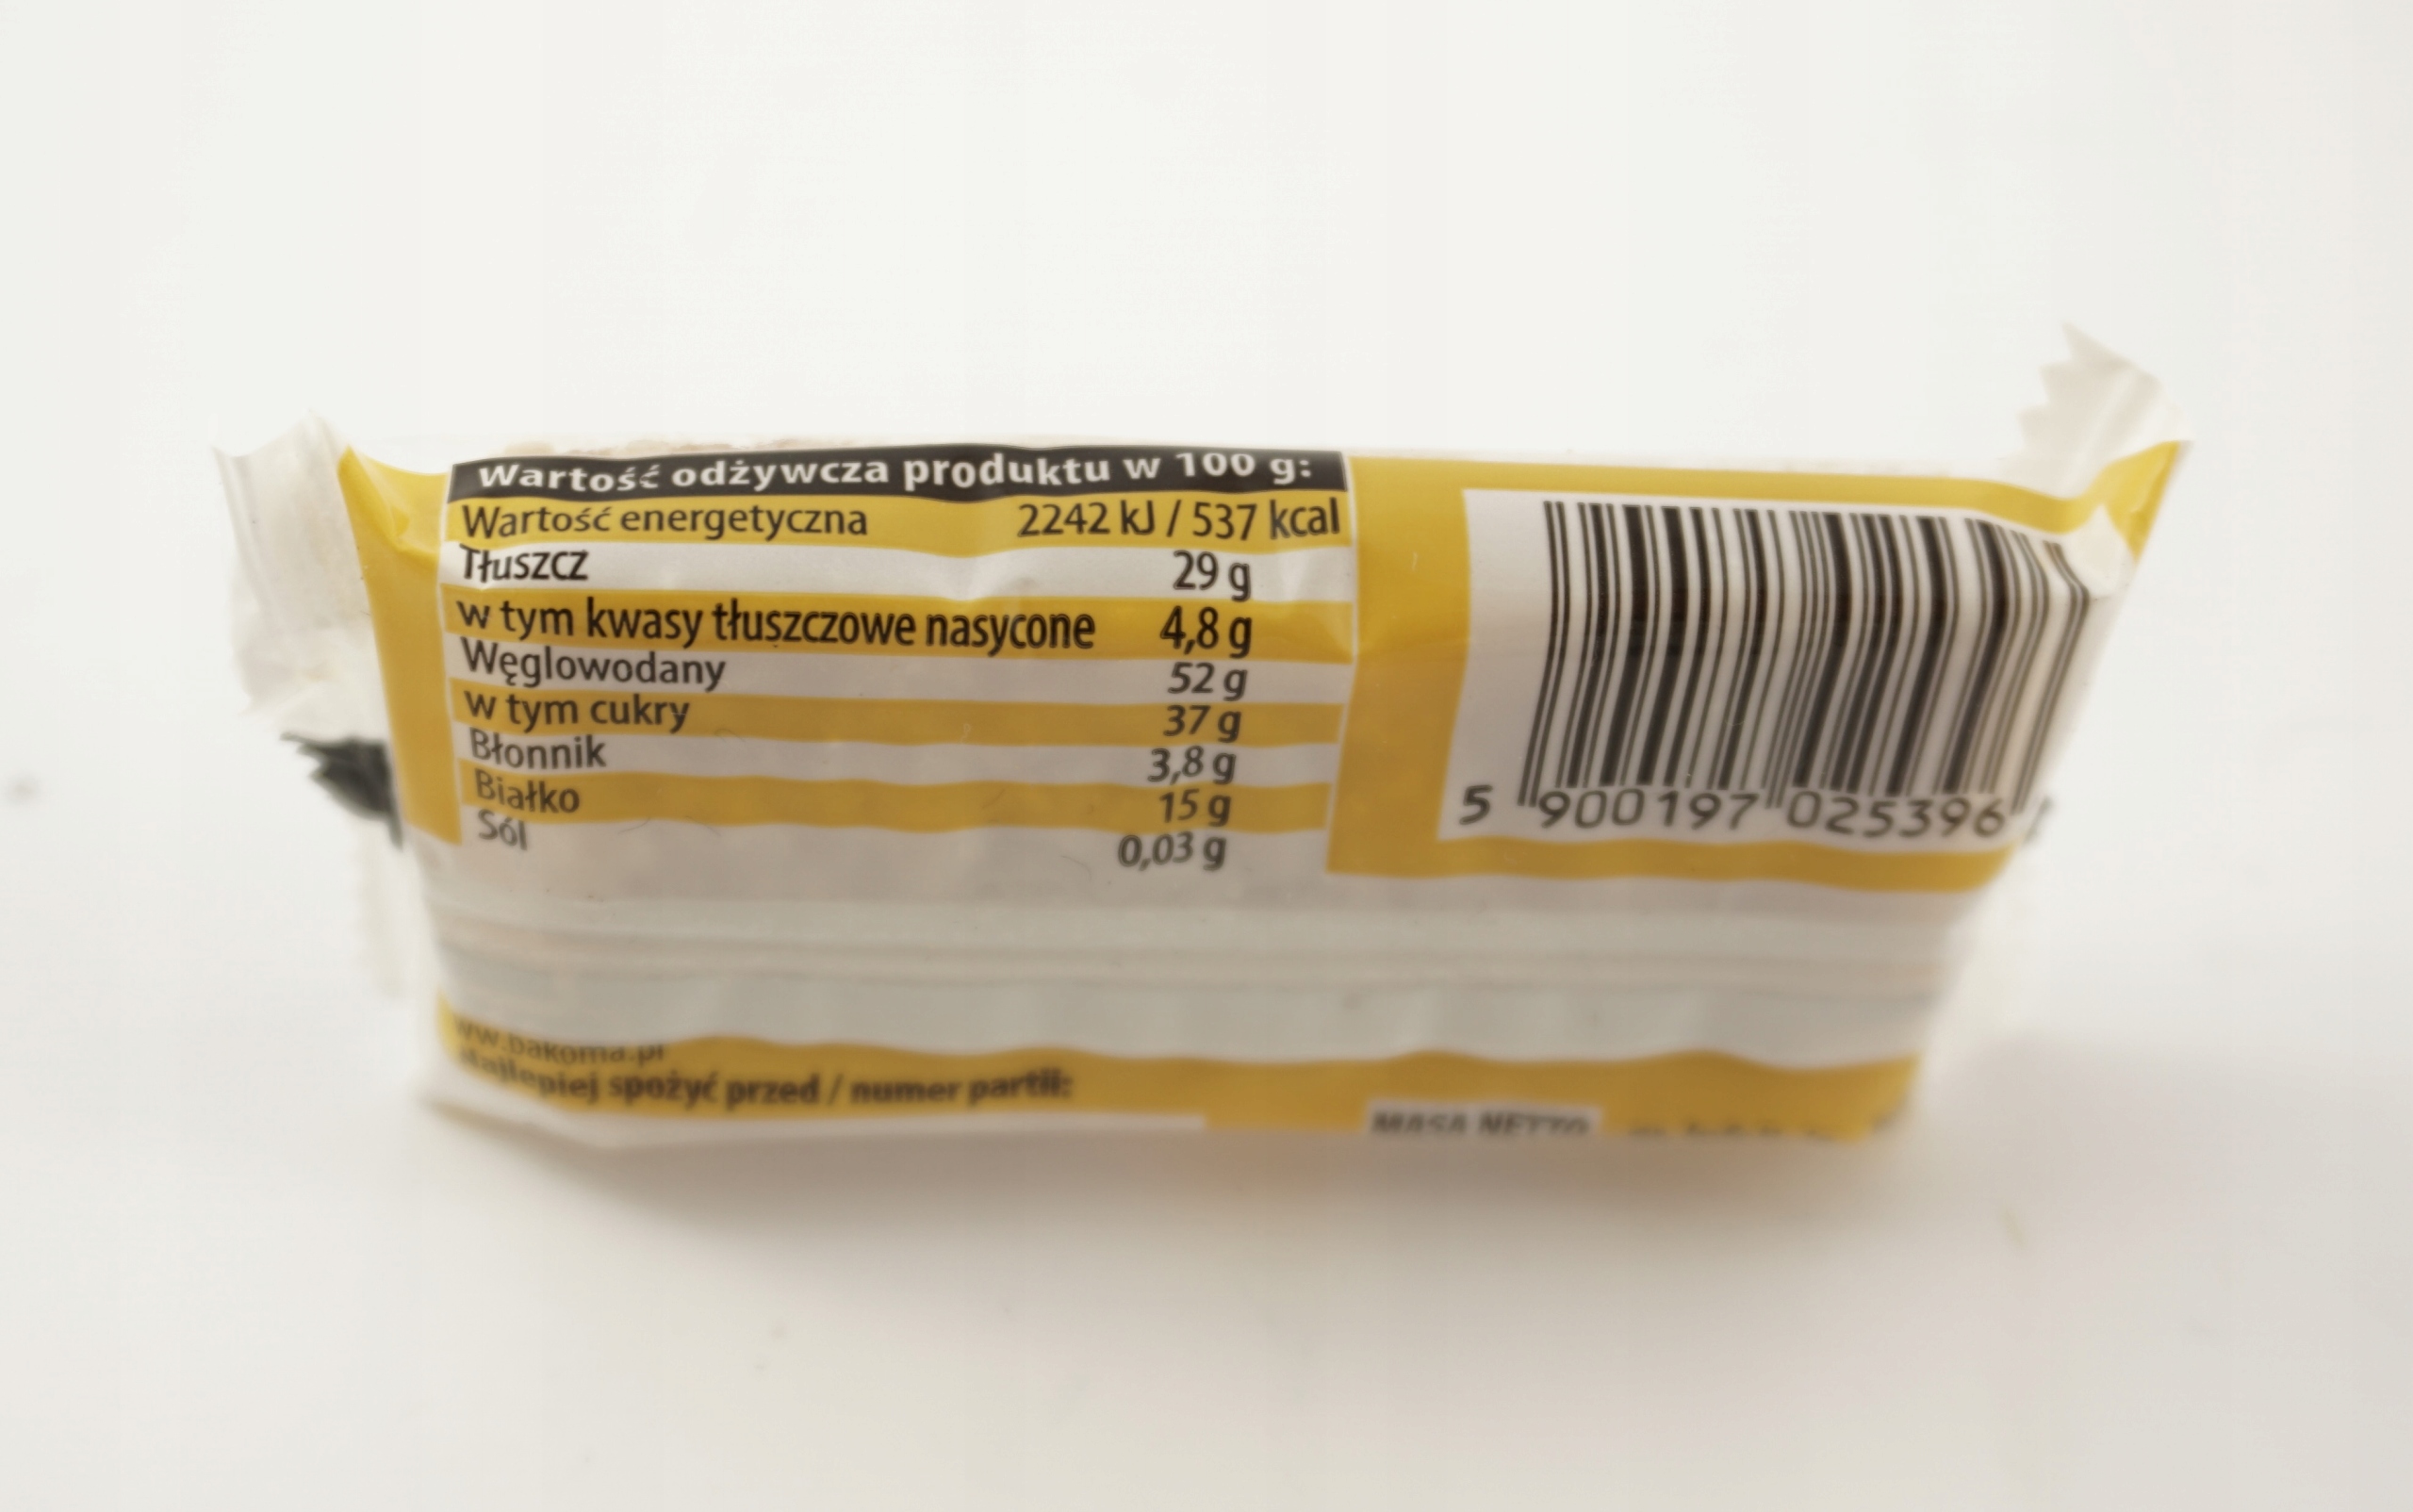 Wartość odżywcza produktu w 100 g:
Wartość energetyczna 2242 kJ / 537 kcal
Tłuszcz 29 g
w tym kwasy tłuszczowe nasycone 4,8 g
Węglowodany 52 g
w tym cukry 37 g
Błonnik 3,8 g
Białko 15 g
Sól 0,03 g
5 900197 025396
www.bakoma.pl
Najlepiej spożyć przed / numer partii:
MASA NETTO